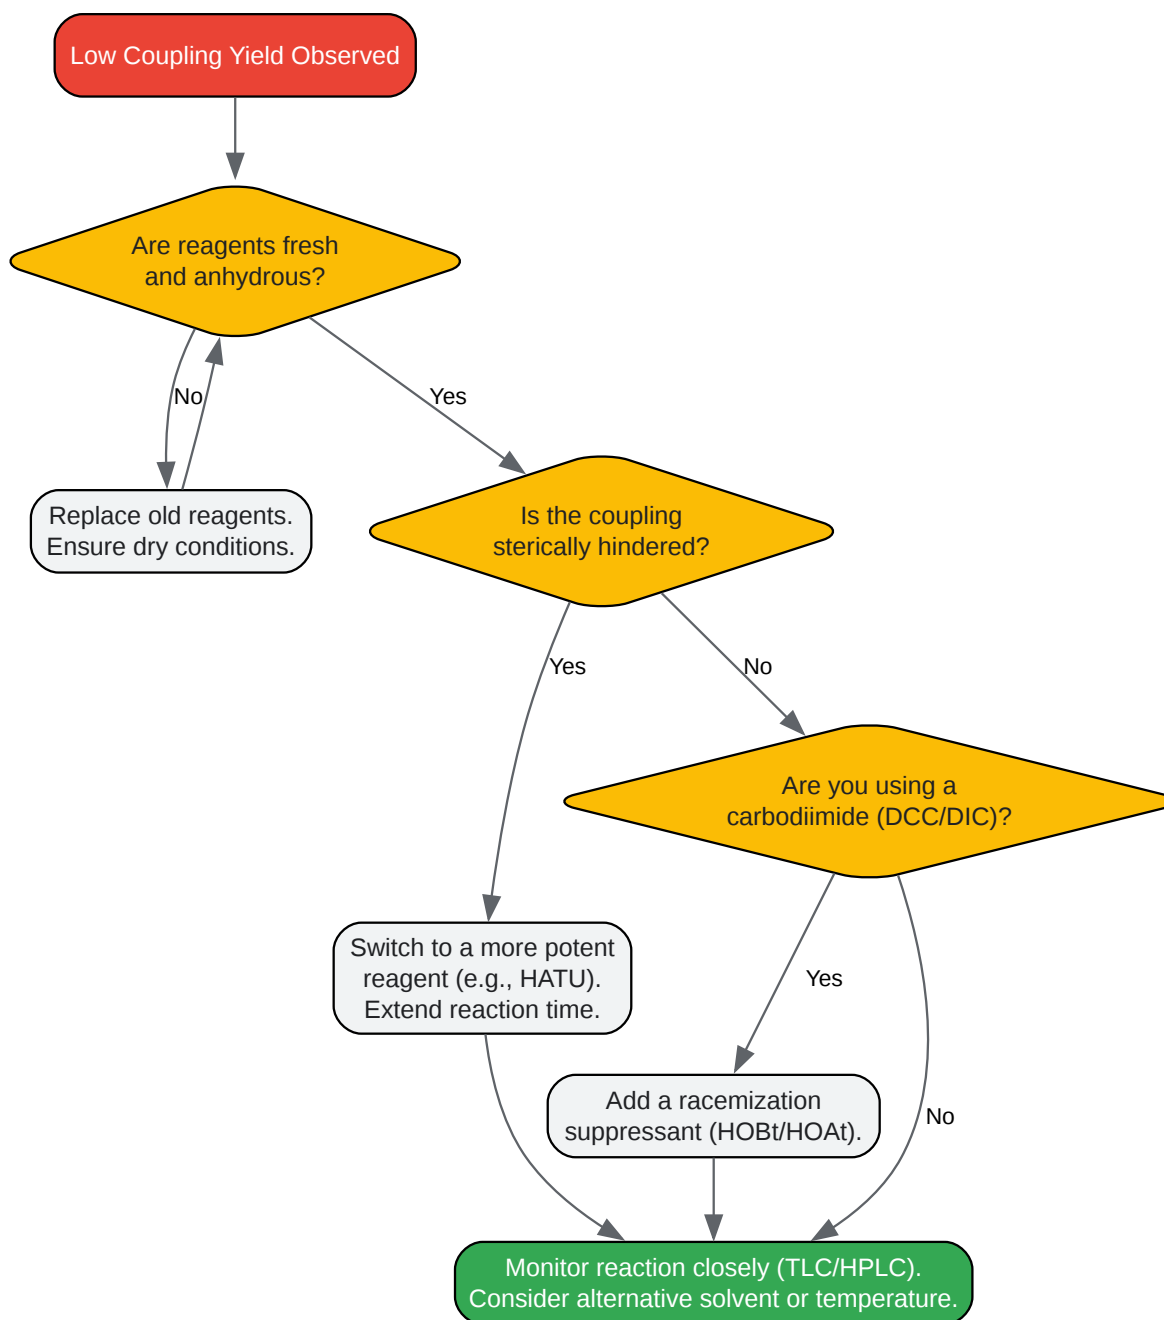 Low Coupling Yield Observed
Are reagents fresh
and anhydrous?
No
Yes
Replace old reagents.
Ensure dry conditions.
Is the coupling
sterically hindered?
Yes
No
Are you using a
carbodiimide (DCC/DIC)?
Switch to a more potent
reagent (e.g., HATU).
Extend reaction time.
Yes
Add a racemization
suppressant (HOBt/HOAt).
No
Monitor reaction closely (TLC/HPLC).
Consider alternative solvent or temperature.